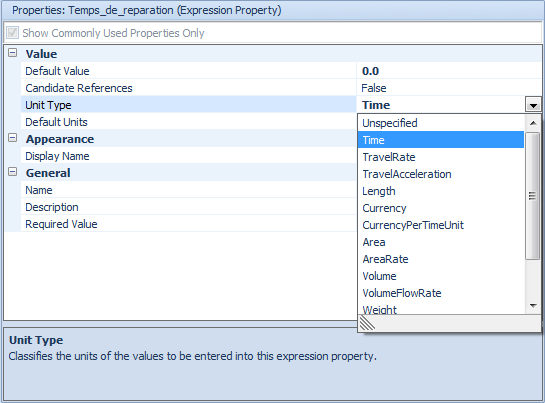 Properties: Temps_de_reparation (Expression Property)
Show Commonly Used Properties Only
Value
Default Value 0.0
Candidate References False
Unit Type Time
Default Units Unspecified
Time
Appearance
Display Name TravelRate
TravelAcceleration
General
Name Length
Description Currency
Required Value CurrencyPerTimeUnit
Area
AreaRate
Volume
VolumeFlowRate
Weight
Unit Type
Classifies the units of the values to be entered into this expression property.